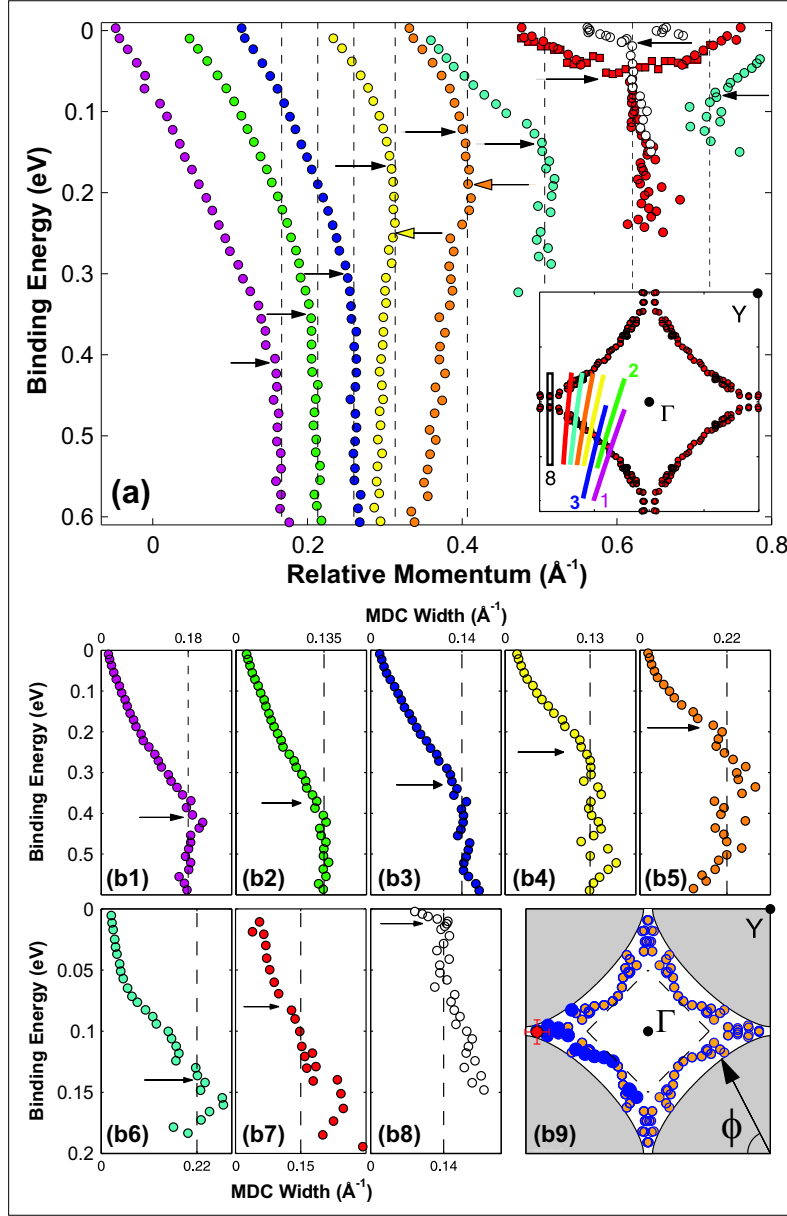 0
0.1
0.2
0.3
0.4
0.5
0.6
Binding Energy (eV)
(a)
Y
Γ
2
8
3
1
0 0.2 0.4 0.6 0.8
Relative Momentum (Å-1)
MDC Width (Å-1)
0 0.18 0 0.135 0 0.14 0 0.13 0 0.22
0
0.1
0.2
0.3
0.4
0.5
Binding Energy (eV)
(b1) (b2) (b3) (b4) (b5)
0
0.05
0.1
0.15
0.2
Binding Energy (eV)
(b6) (b7) (b8) (b9)
Y
Γ
ϕ
0 0.22 0 0.15 0 0.14
MDC Width (Å-1)